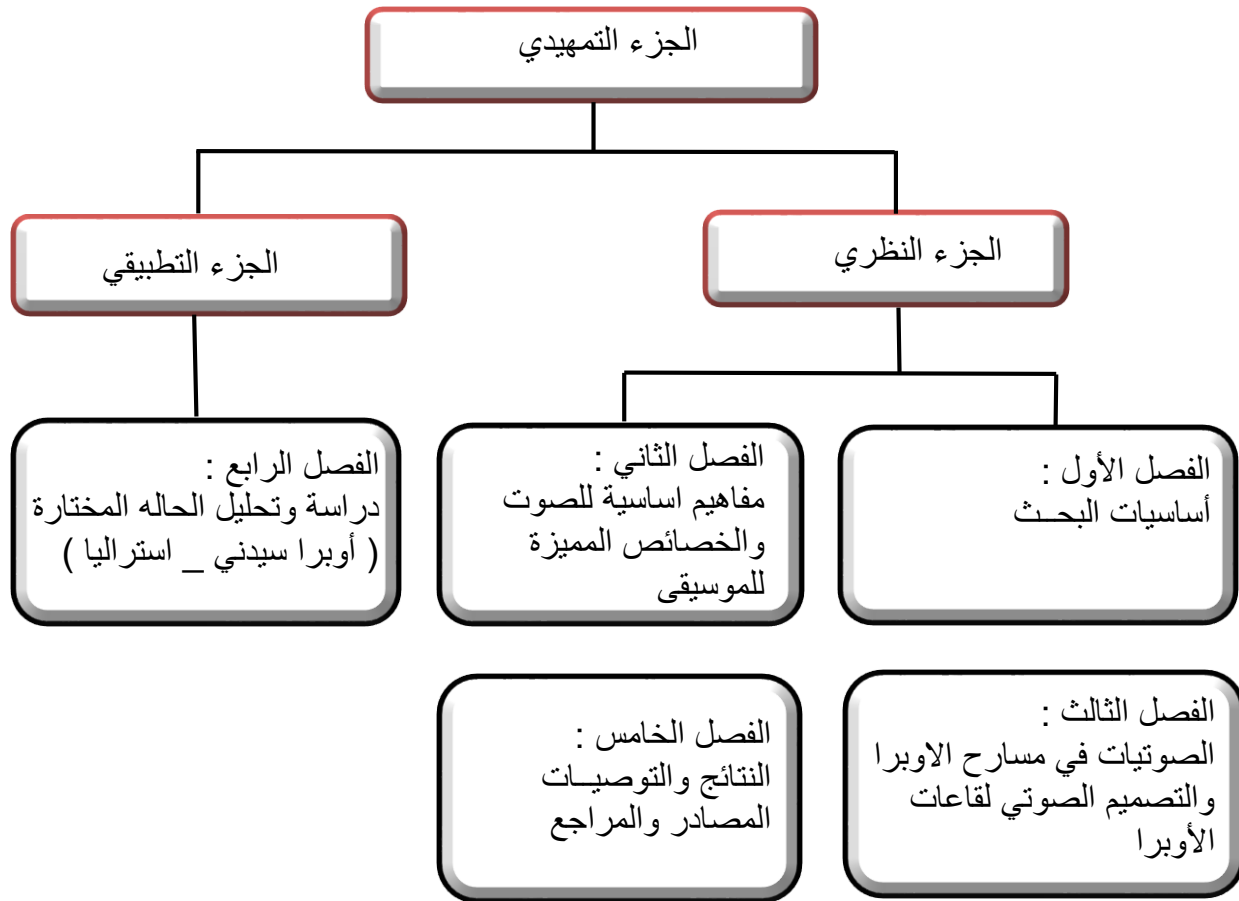 الجزء التمهيدي
الجزء النظري
الجزء التطبيقي
الفصل الأول :
أساسيات البحــث
الفصل الثاني :
مفاهيم اساسية للصوت
والخصائص المميزة
للموسيقى
الفصل الرابع :
دراسة وتحليل الحاله المختارة
( أوبرا سيدني _ استراليا )
الفصل الثالث :
الصوتيات في مسارح الاوبرا
والتصميم الصوتي لقاعات
الأوبرا
الفصل الخامس :
النتائج والتوصيــات
المصادر والمراجع